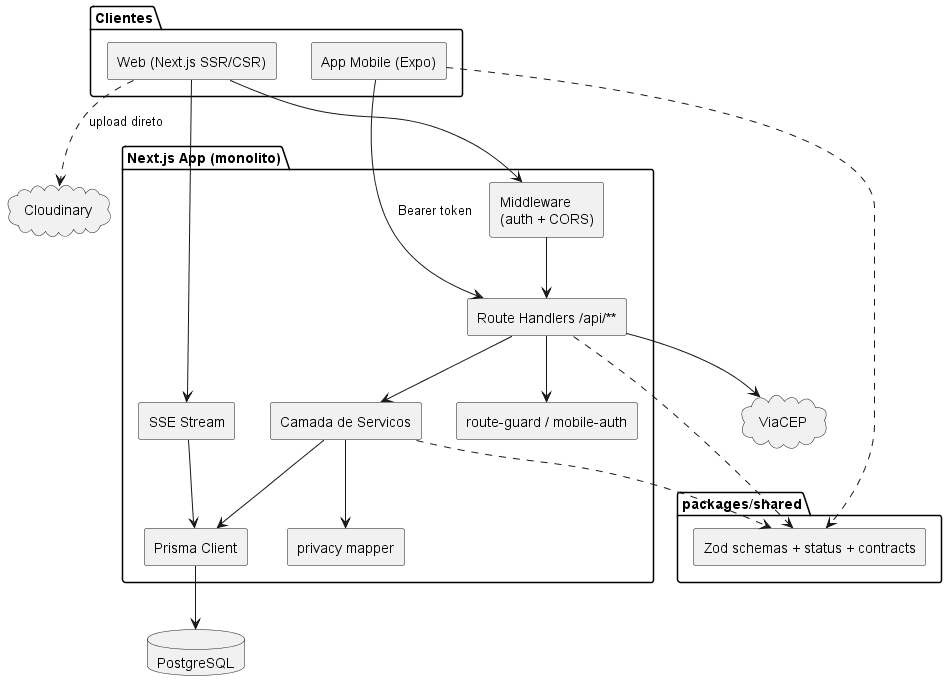 Clientes
Web (Next.js SSR/CSR)
App Mobile (Expo)
upload direto
Next.js App (monolito)
Cloudinary
Middleware
(auth + CORS)
Bearer token
Route Handlers /api/**
SSE Stream
Camada de Servicos
route-guard / mobile-auth
ViaCEP
packages/shared
Prisma Client
privacy mapper
Zod schemas + status + contracts
PostgreSQL